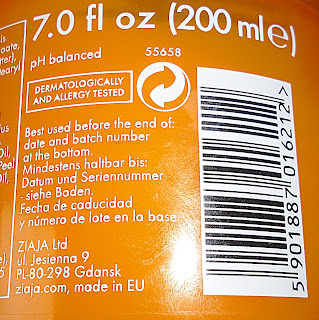 is
7.0 fl oz (200 ml e)
pH balanced
55658
DERMATOLOGICALLY
AND ALLERGY TESTED
Best used before the end of:
date and batch number
at the bottom.
Mindestens haltbar bis:
Datum und Seriennummer
- siehe Boden.
Fecha de caducidad
y número de lote en la base.
ZIAJA Ltd
ul. Jesienna 9
PL-80-298 Gdansk
ziaja.com, made in EU
5 901887 016212 >